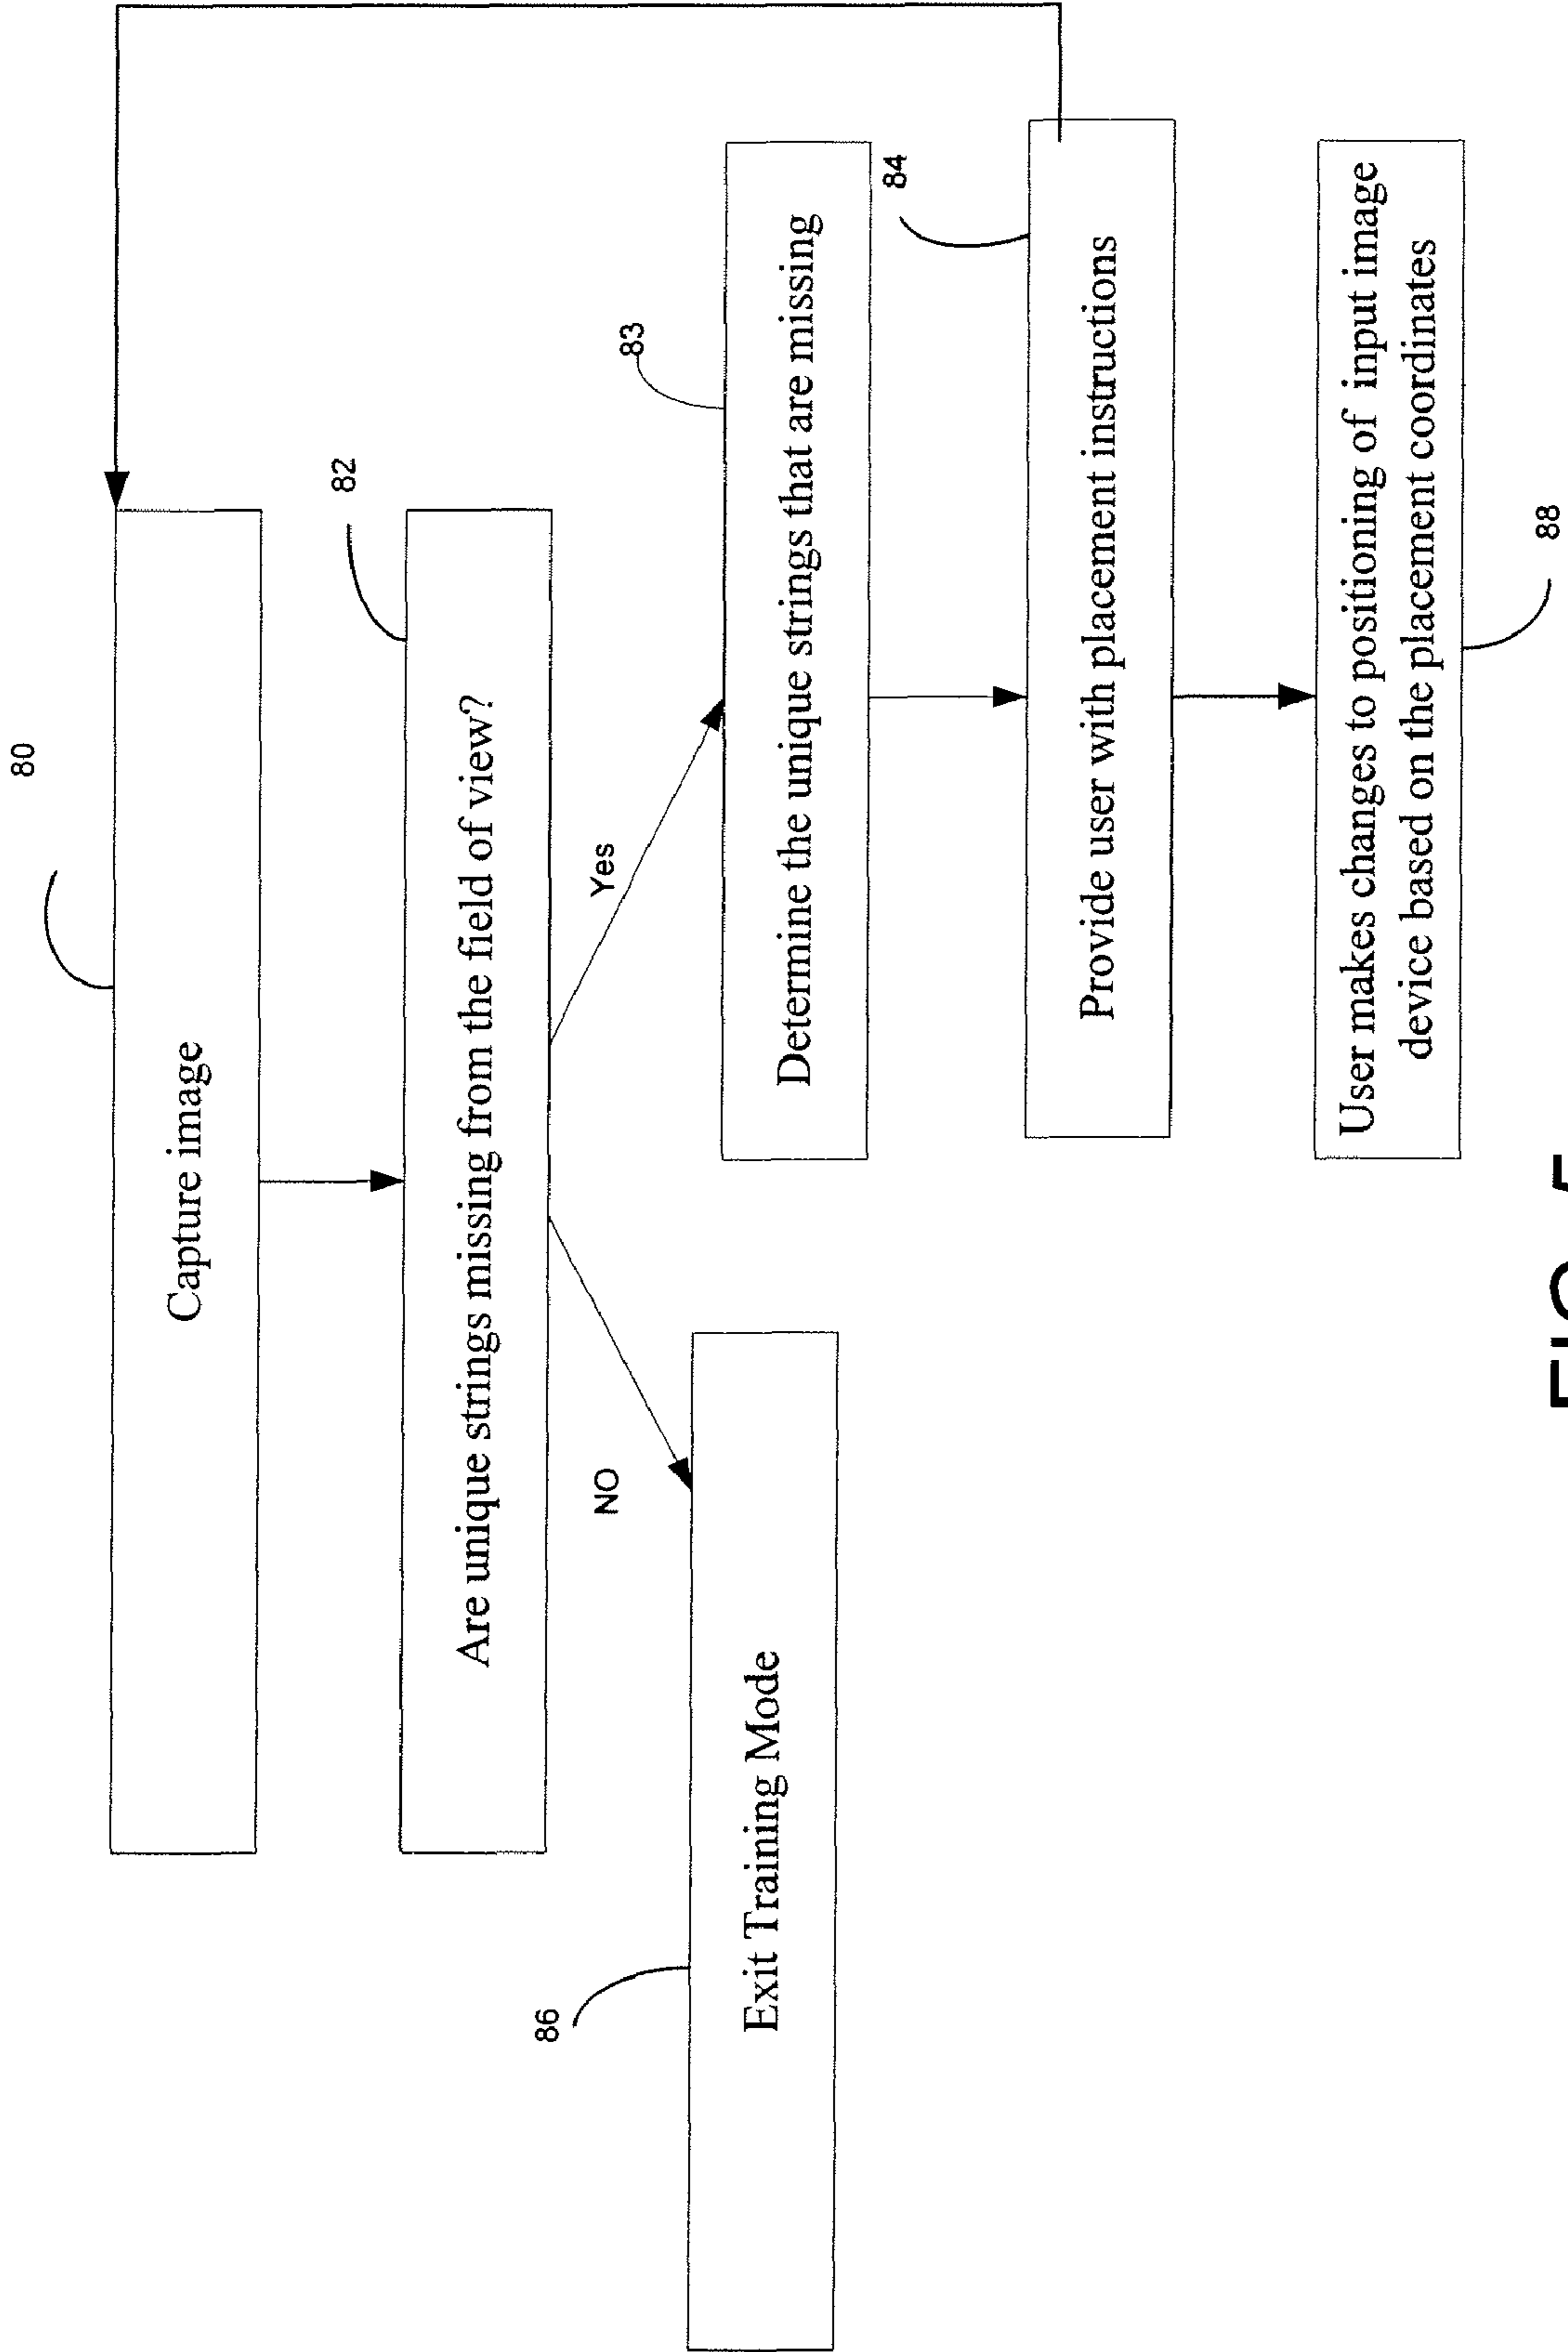 80
Capture image
82
Are unique strings missing from the field of view?
NO
Yes
86
Exit Training Mode
83
Determine the unique strings that are missing
84
Provide user with placement instructions
User makes changes to positioning of input image
device based on the placement coordinates
88